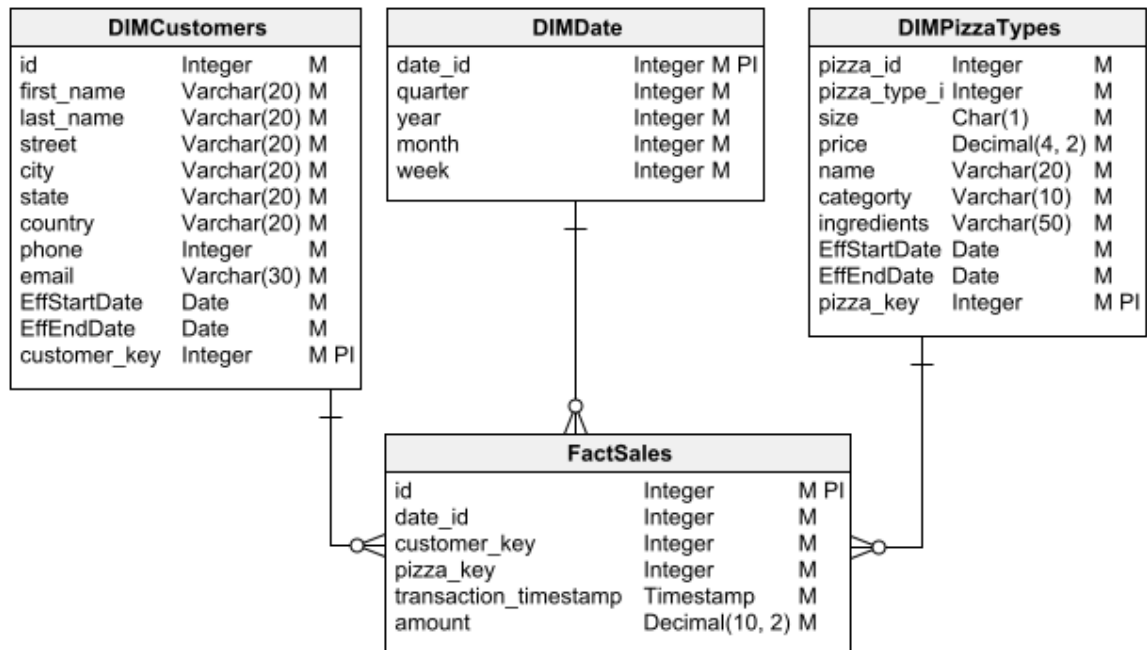 DIMCustomers
id Integer M
first_name Varchar(20) M
last_name Varchar(20) M
street Varchar(20) M
city Varchar(20) M
state Varchar(20) M
country Varchar(20) M
phone Integer M
email Varchar(30) M
EffStartDate Date M
EffEndDate Date M
customer_key Integer M PI
DIMDate
date_id Integer M PI
quarter Integer M
year Integer M
month Integer M
week Integer M
DIMPizzaTypes
pizza_id Integer M
pizza_type_i Integer M
size Char(1) M
price Decimal(4, 2) M
name Varchar(20) M
categorty Varchar(10) M
ingredients Varchar(50) M
EffStartDate Date M
EffEndDate Date M
pizza_key Integer M PI
FactSales
id Integer M PI
date_id Integer M
customer_key Integer M
pizza_key Integer M
transaction_timestamp Timestamp M
amount Decimal(10, 2) M